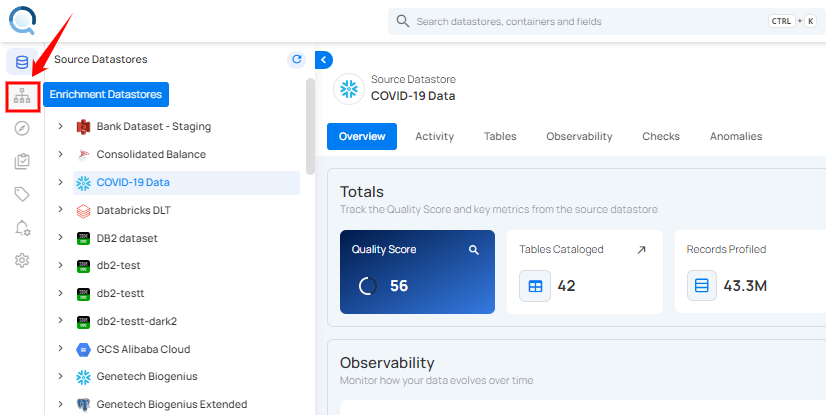 Search datastores, containers and fields
CTRL + K
Source Datastores
Enrichment Datastores
Bank Dataset - Staging
Consolidated Balance
COVID-19 Data
Databricks DLT
DB2 dataset
db2-test
db2-testt
db2-testt-dark2
GCS Alibaba Cloud
Genetech Biogenius
Genetech Biogenius Extended
Source Datastore
COVID-19 Data
Overview Activity Tables Observability Checks Anomalies
Totals
Track the Quality Score and key metrics from the source datastore
Quality Score
56
Tables Cataloged
42
Records Profiled
43.3M
Observability
Monitor how your data evolves over time